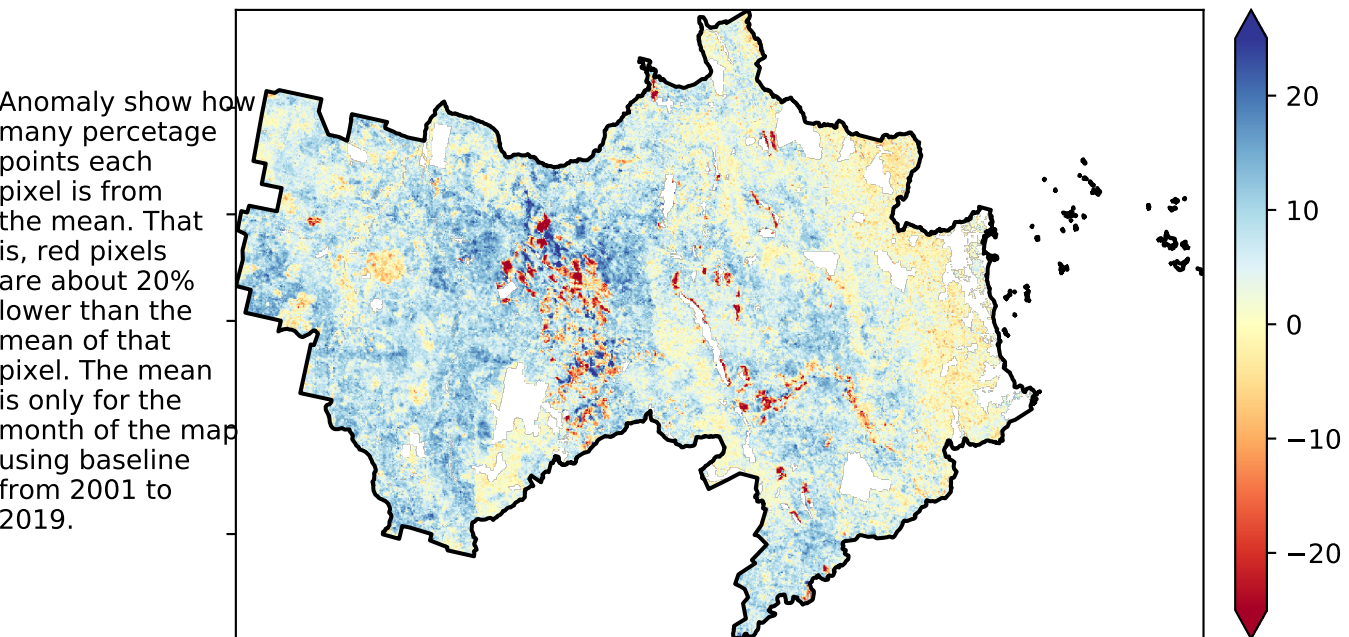 Anomaly show how
many percetage
points each
pixel is from
the mean. That
is, red pixels
are about 20%
lower than the
mean of that
pixel. The mean
is only for the
month of the map
using baseline
from 2001 to
2019.
20
10
0
−10
−20